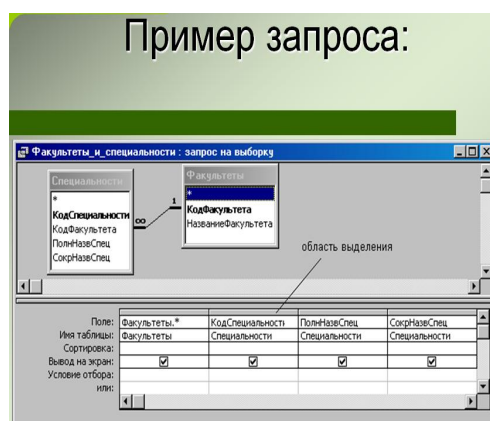 Пример запроса:
Факультеты_и_специальности : запрос на выборку
Специальности
*
КодСпециальности
КодФакультета
ПолнНазвСпец
СокрНазвСпец
∞ 1
Факультеты
*
КодФакультета
НазваниеФакультета
область выделения
Поле: Факультеты.* КодСпециальности ПолнНазвСпец СокрНазвСпец
Имя таблицы: Факультеты Специальности Специальности Специальности
Сортировка:
Вывод на экран:
Условие отбора:
или: